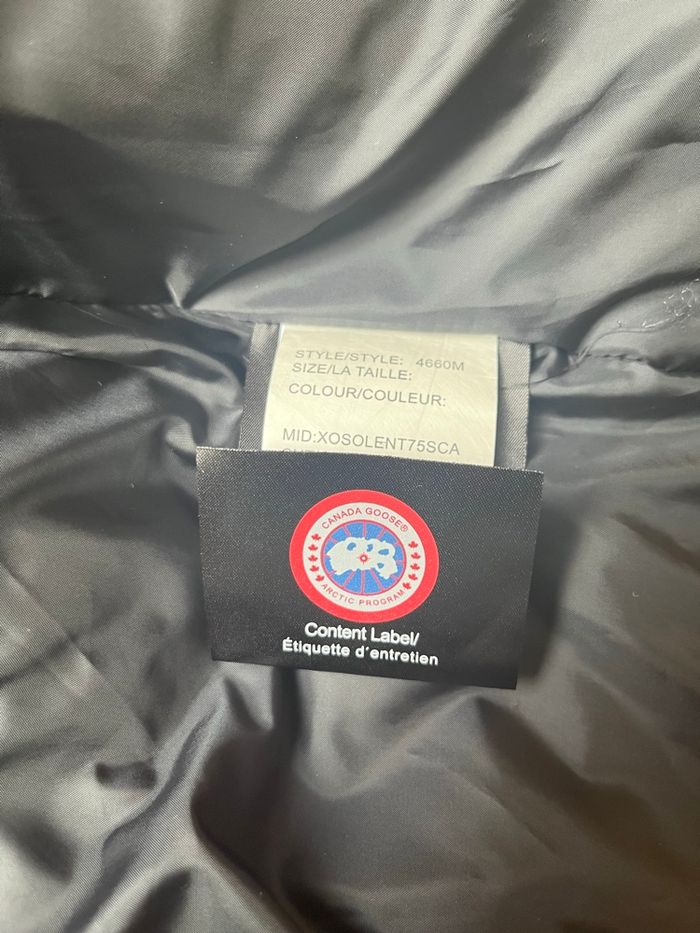 STYLE/STYLE: 4660M
SIZE/LA TAILLE:
COLOUR/COULEUR:
MID:XOSOLENT75SCA
CANADA GOOSE®
ARCTIC PROGRAM
Content Label/
Étiquette d'entretien